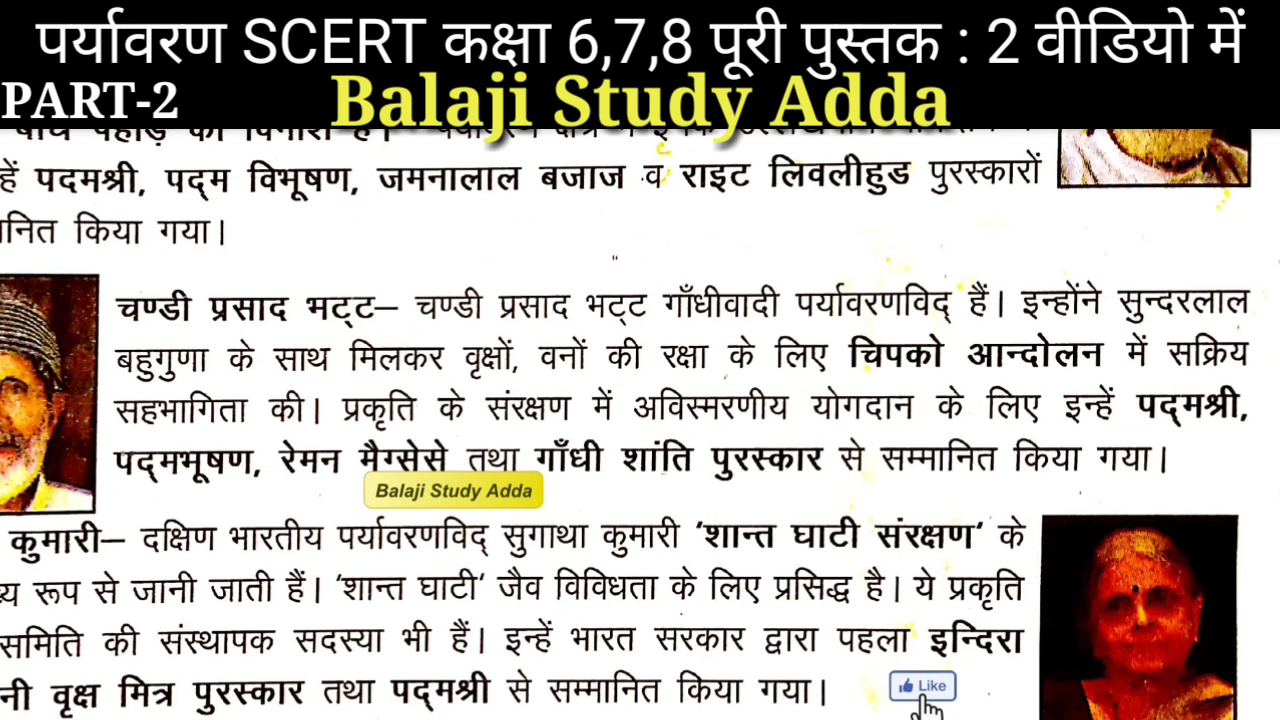 पर्यावरण SCERT कक्षा 6,7,8 पूरी पुस्तक : 2 वीडियो में
PART-2
Balaji Study Adda
हें पदमश्री, पद्म विभूषण, जमनालाल बजाज व राइट लिवलीहुड पुरस्कारों
किया गया।
चण्डी प्रसाद भट्ट– चण्डी प्रसाद भट्ट गाँधीवादी पर्यावरणविद् हैं। इन्होंने सुन्दरलाल
बहुगुणा के साथ मिलकर वृक्षों, वनों की रक्षा के लिए चिपको आन्दोलन में सक्रिय
सहभागिता की। प्रकृति के संरक्षण में अविस्मरणीय योगदान के लिए इन्हें पद्मश्री,
पद्मभूषण, रेमन मैग्सेसे तथा गाँधी शांति पुरस्कार से सम्मानित किया गया।
Balaji Study Adda
कुमारी– दक्षिण भारतीय पर्यावरणविद् सुगाथा कुमारी 'शान्त घाटी संरक्षण' के
रूप से जानी जाती हैं। 'शान्त घाटी' जैव विविधता के लिए प्रसिद्ध है। ये प्रकृति
समिति की संस्थापक सदस्या भी हैं। इन्हें भारत सरकार द्वारा पहला इन्दिरा
नी वृक्ष मित्र पुरस्कार तथा पद्मश्री से सम्मानित किया गया।
Like